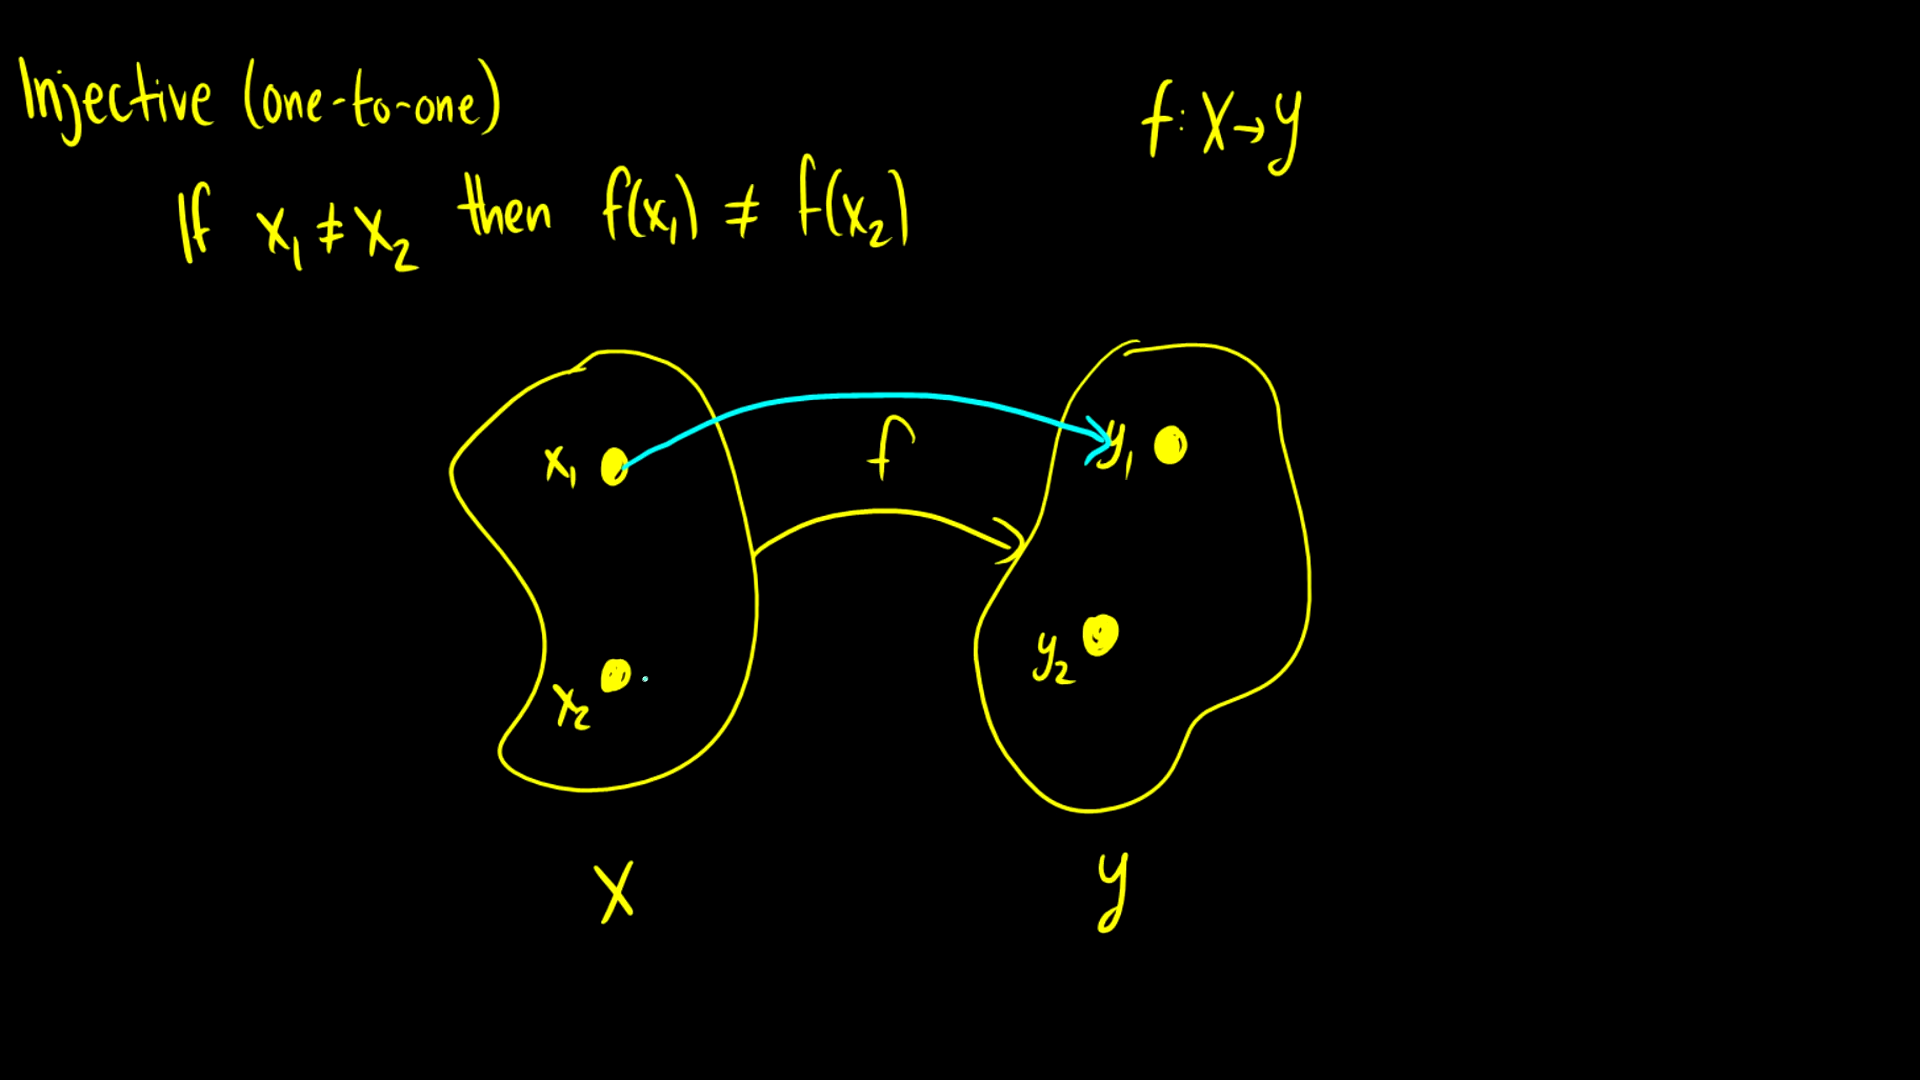 Injective (one-to-one)
f: X→Y
If x₁ ≠ x₂ then f(x₁) ≠ f(x₂)
f
x₁
y₁
x₂
y₂
X
Y